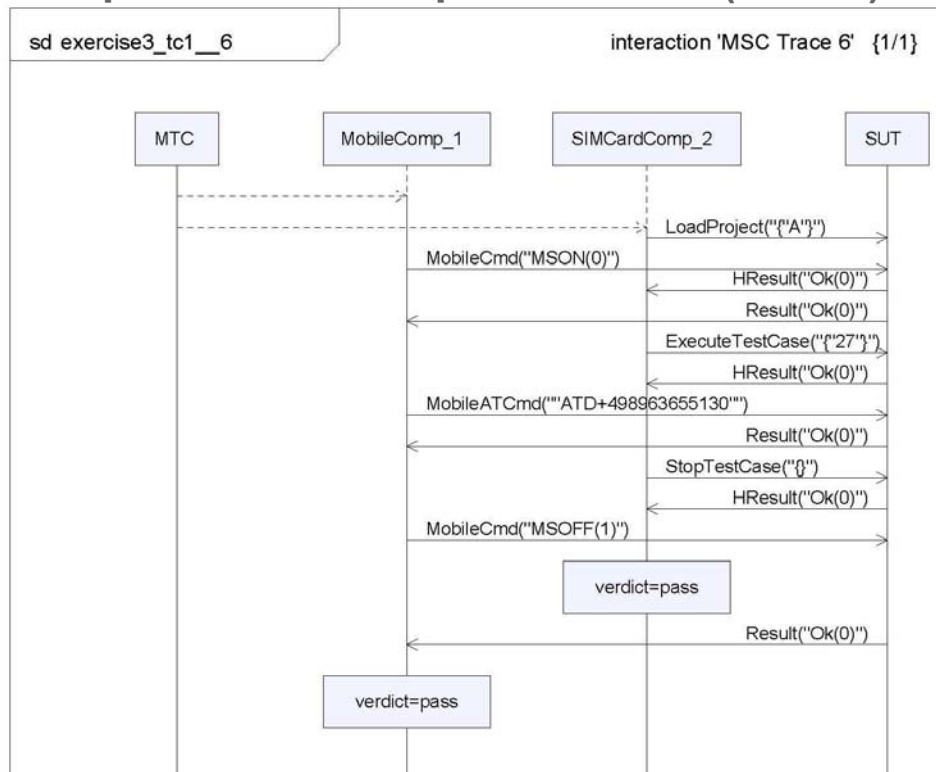 sd exercise3_tc1__6
interaction 'MSC Trace 6' {1/1}
MTC
MobileComp_1
SIMCardComp_2
SUT
LoadProject("{"A"}")
MobileCmd("MSON(0)")
HResult("Ok(0)")
Result("Ok(0)")
ExecuteTestCase("{"27"}")
HResult("Ok(0)")
MobileATCmd(""ATD+498963655130"")
Result("Ok(0)")
StopTestCase("{}")
HResult("Ok(0)")
MobileCmd("MSOFF(1)")
verdict=pass
Result("Ok(0)")
verdict=pass